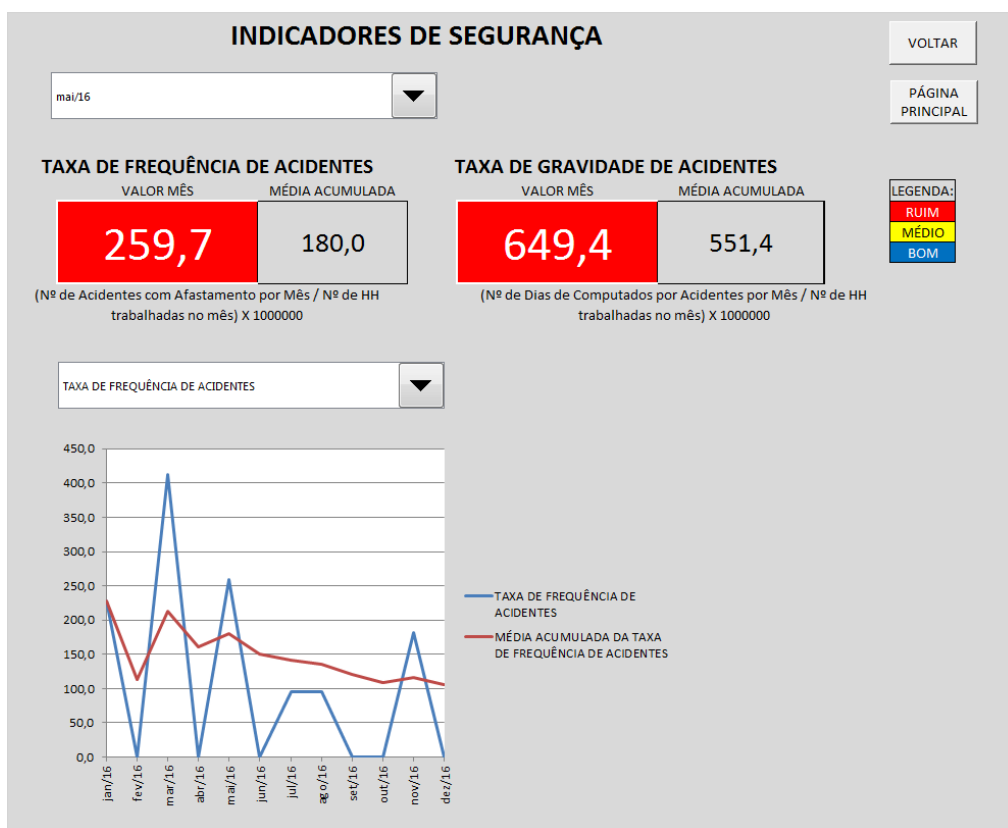 INDICADORES DE SEGURANÇA
VOLTAR
mai/16
PÁGINA
PRINCIPAL
TAXA DE FREQUÊNCIA DE ACIDENTES
VALOR MÊS
MÉDIA ACUMULADA
259,7
180,0
(Nº de Acidentes com Afastamento por Mês / Nº de HH
trabalhadas no mês) X 1000000
TAXA DE GRAVIDADE DE ACIDENTES
VALOR MÊS
MÉDIA ACUMULADA
649,4
551,4
(Nº de Dias de Computados por Acidentes por Mês / Nº de HH
trabalhadas no mês) X 1000000
LEGENDA:
RUIM
MÉDIO
BOM
TAXA DE FREQUÊNCIA DE ACIDENTES
450,0
400,0
350,0
300,0
250,0
200,0
150,0
100,0
50,0
0,0
jan/16
fev/16
mar/16
abr/16
mai/16
jun/16
jul/16
ago/16
set/16
out/16
nov/16
dez/16
TAXA DE FREQUÊNCIA DE
ACIDENTES
MÉDIA ACUMULADA DA TAXA
DE FREQUÊNCIA DE ACIDENTES